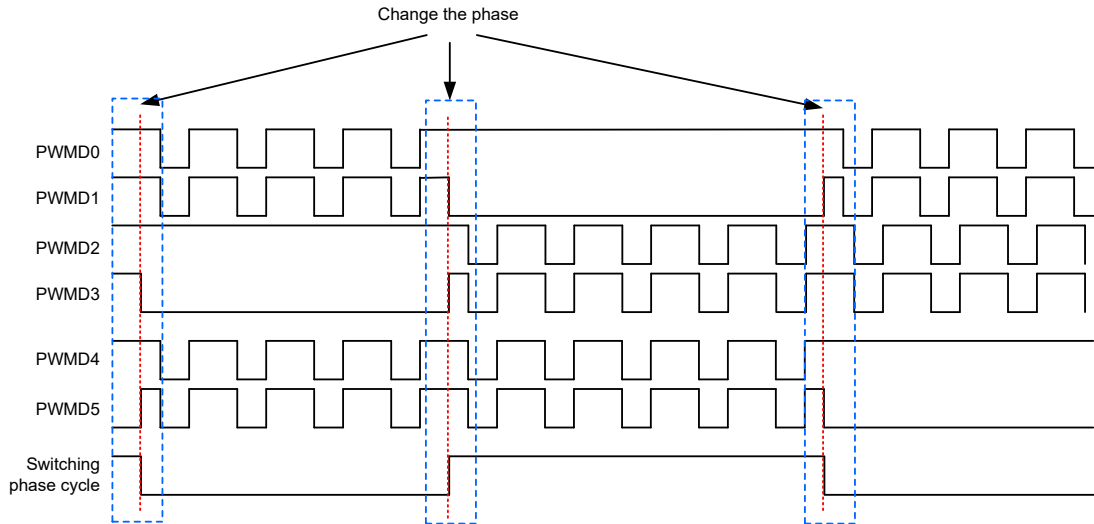 Change the phase
PWMD0
PWMD1
PWMD2
PWMD3
PWMD4
PWMD5
Switching
phase cycle